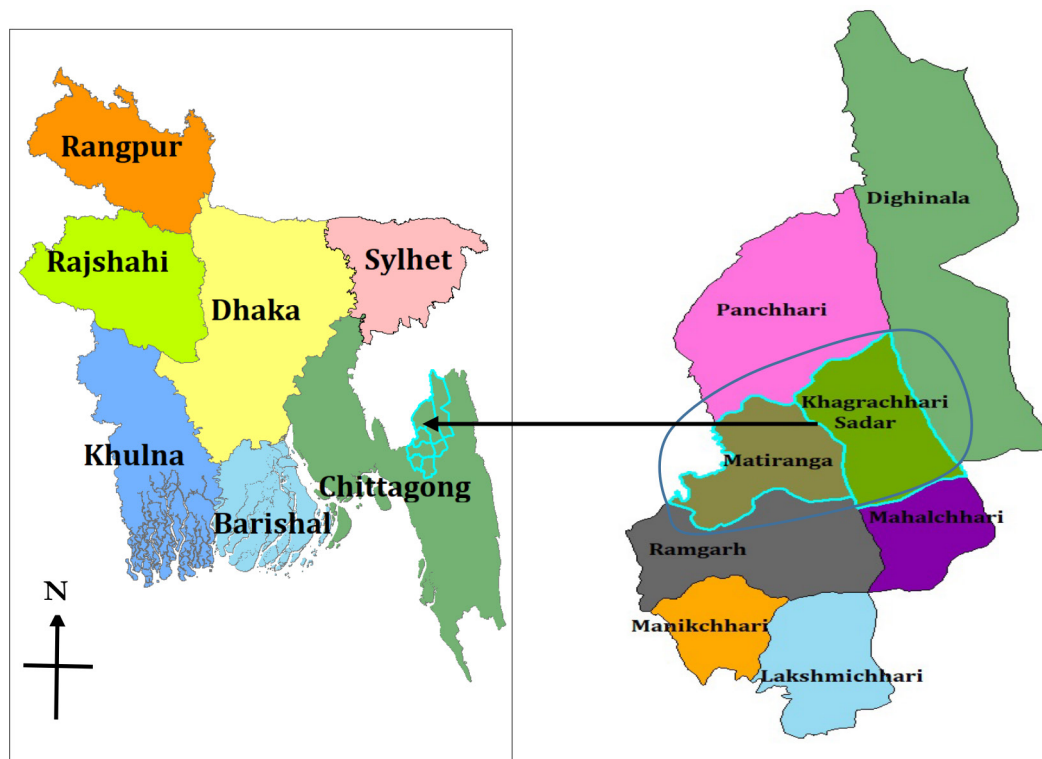 Rangpur
Rajshahi
Sylhet
Dhaka
Khulna
Chittagong
Barishal
N
Dighinala
Panchhari
Khagrachhari
Sadar
Matiranga
Mahalchhari
Ramgarh
Manikchhari
Lakshmichhari